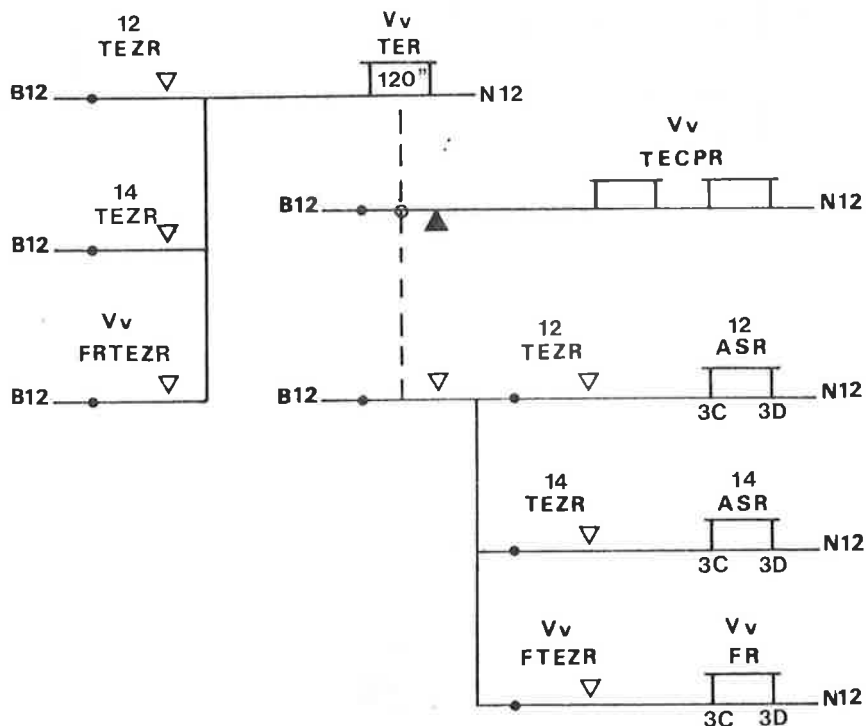 12
TEZR
B12
Vv
TER
120"
N12
14
TEZR
B12
Vv
FRTEZR
B12
Vv
TECPR
B12
N12
12
TEZR
12
ASR
B12
3C 3D
N12
14
TEZR
14
ASR
3C 3D
N12
Vv
FTEZR
Vv
FR
3C 3D
N12